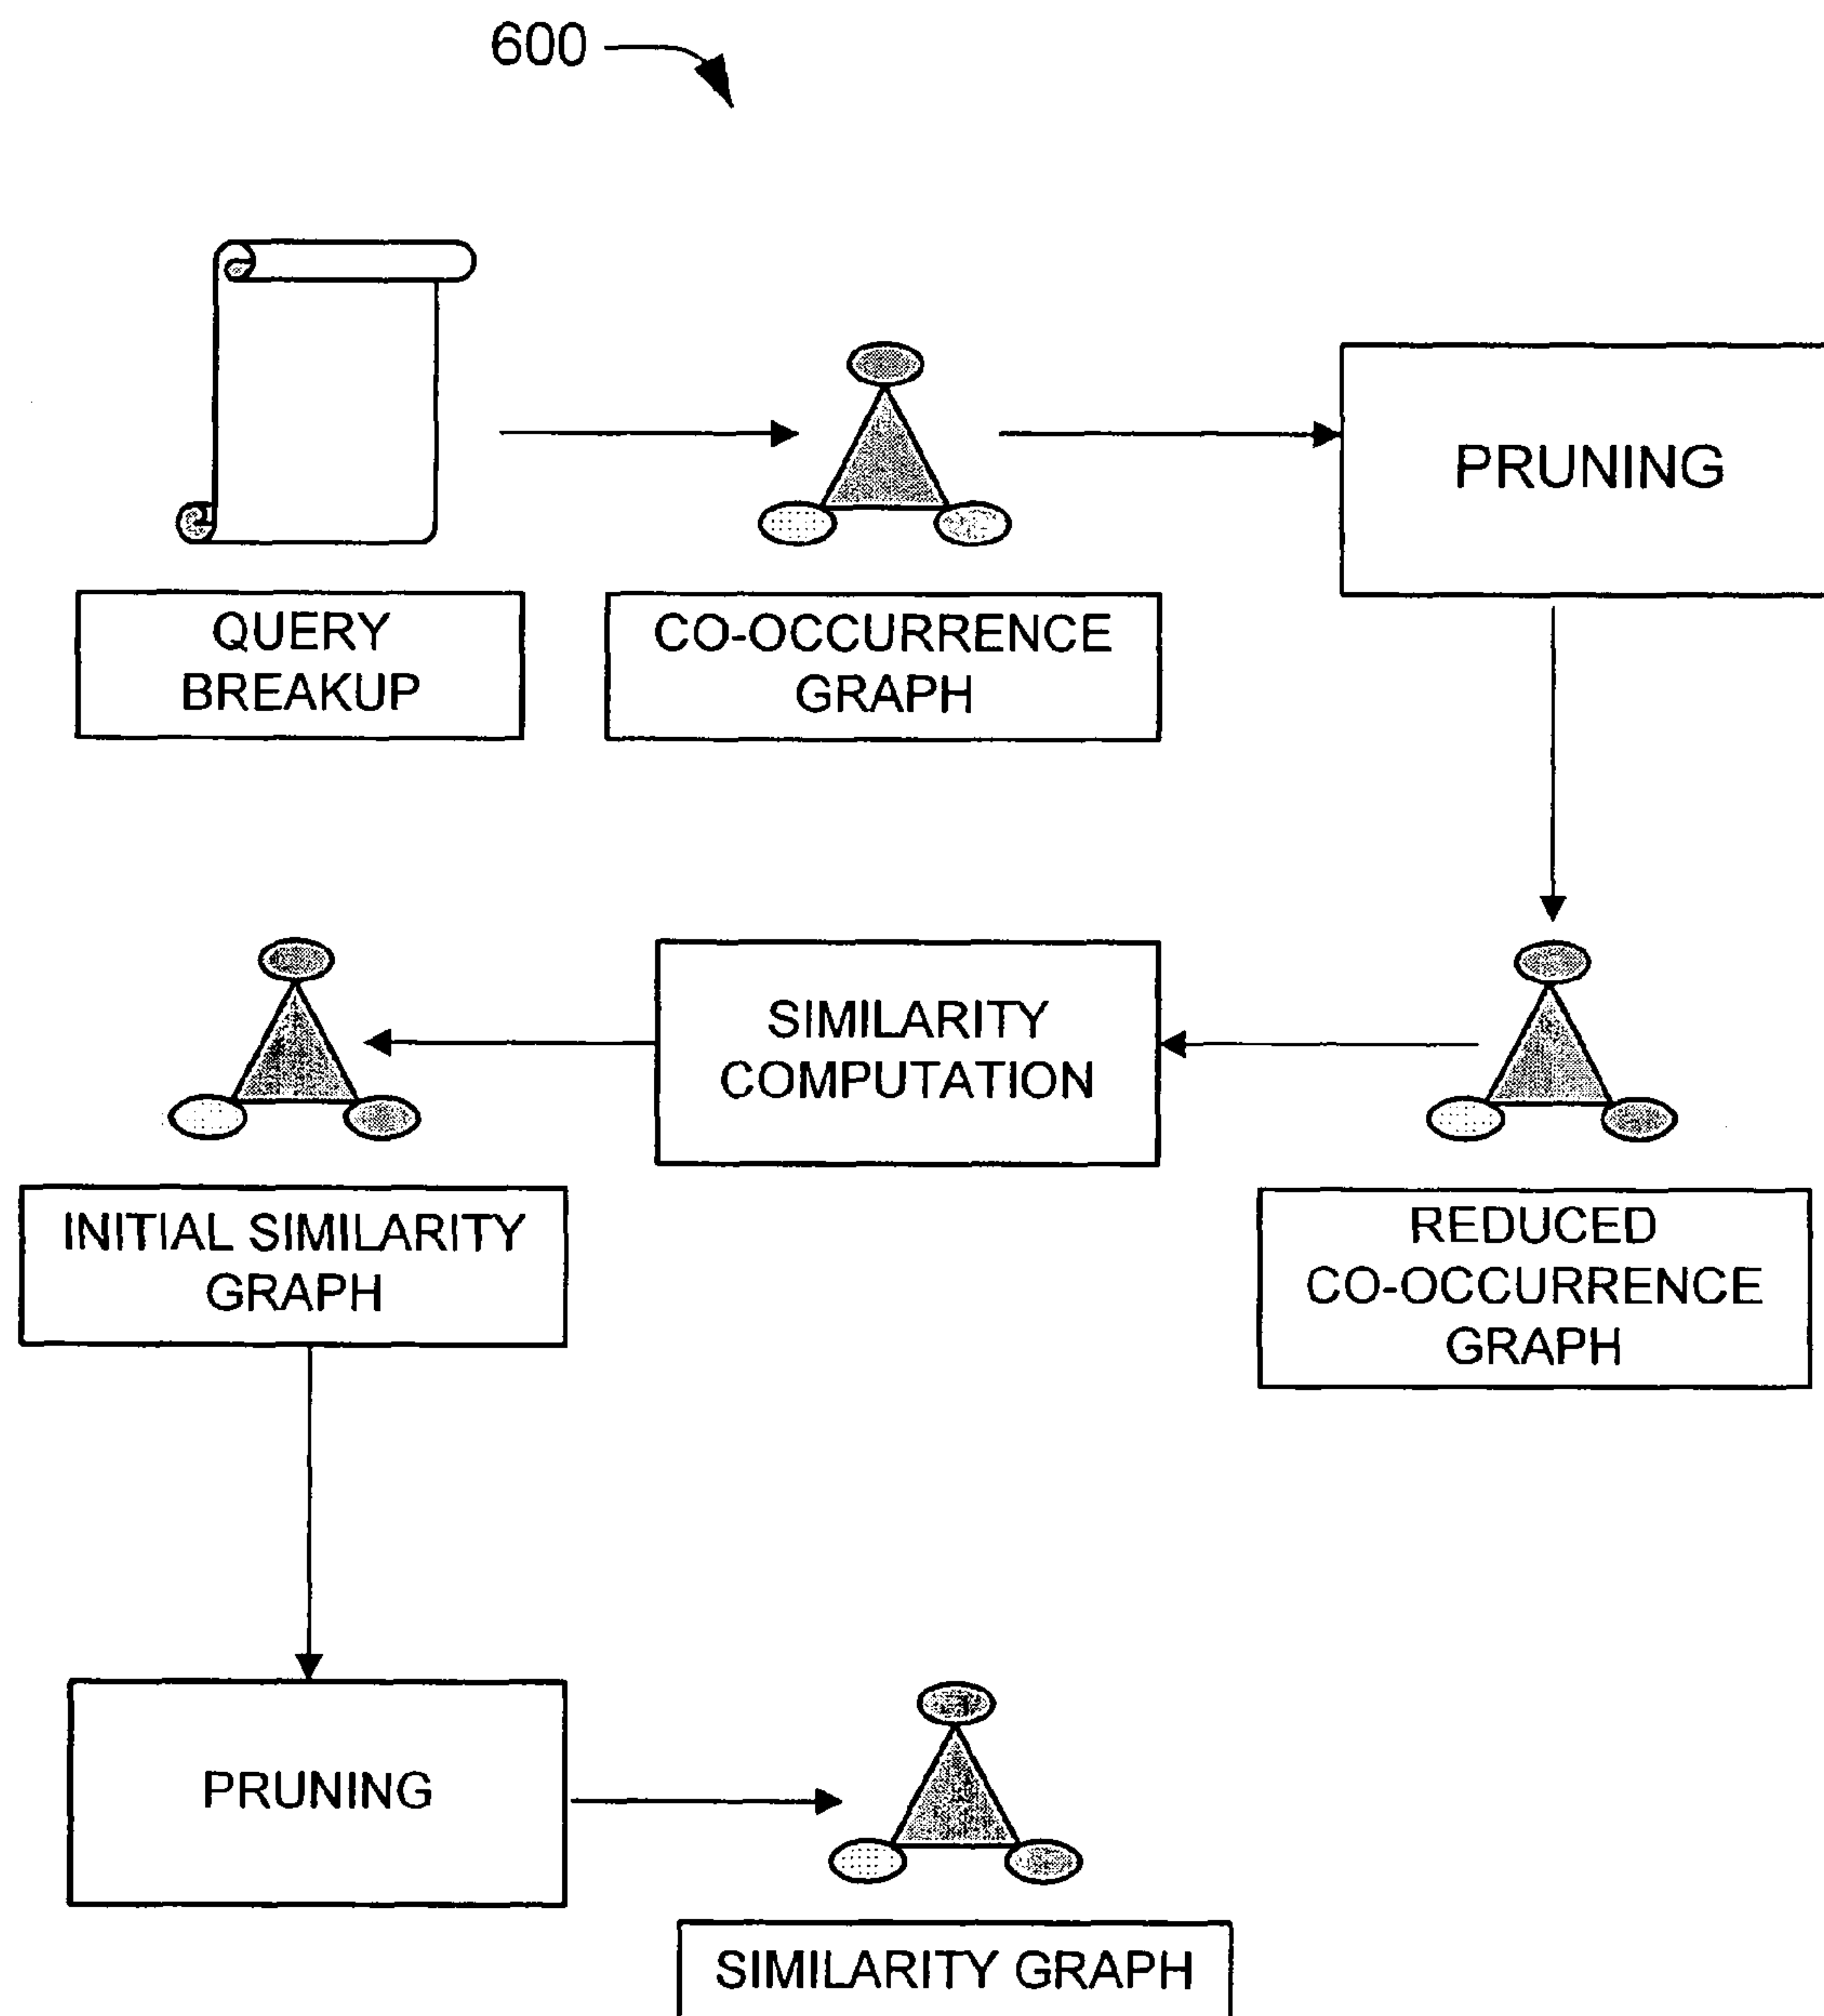 600
QUERY
BREAKUP
CO-OCCURRENCE
GRAPH
PRUNING
SIMILARITY
COMPUTATION
INITIAL SIMILARITY
GRAPH
REDUCED
CO-OCCURRENCE
GRAPH
PRUNING
SIMILARITY GRAPH